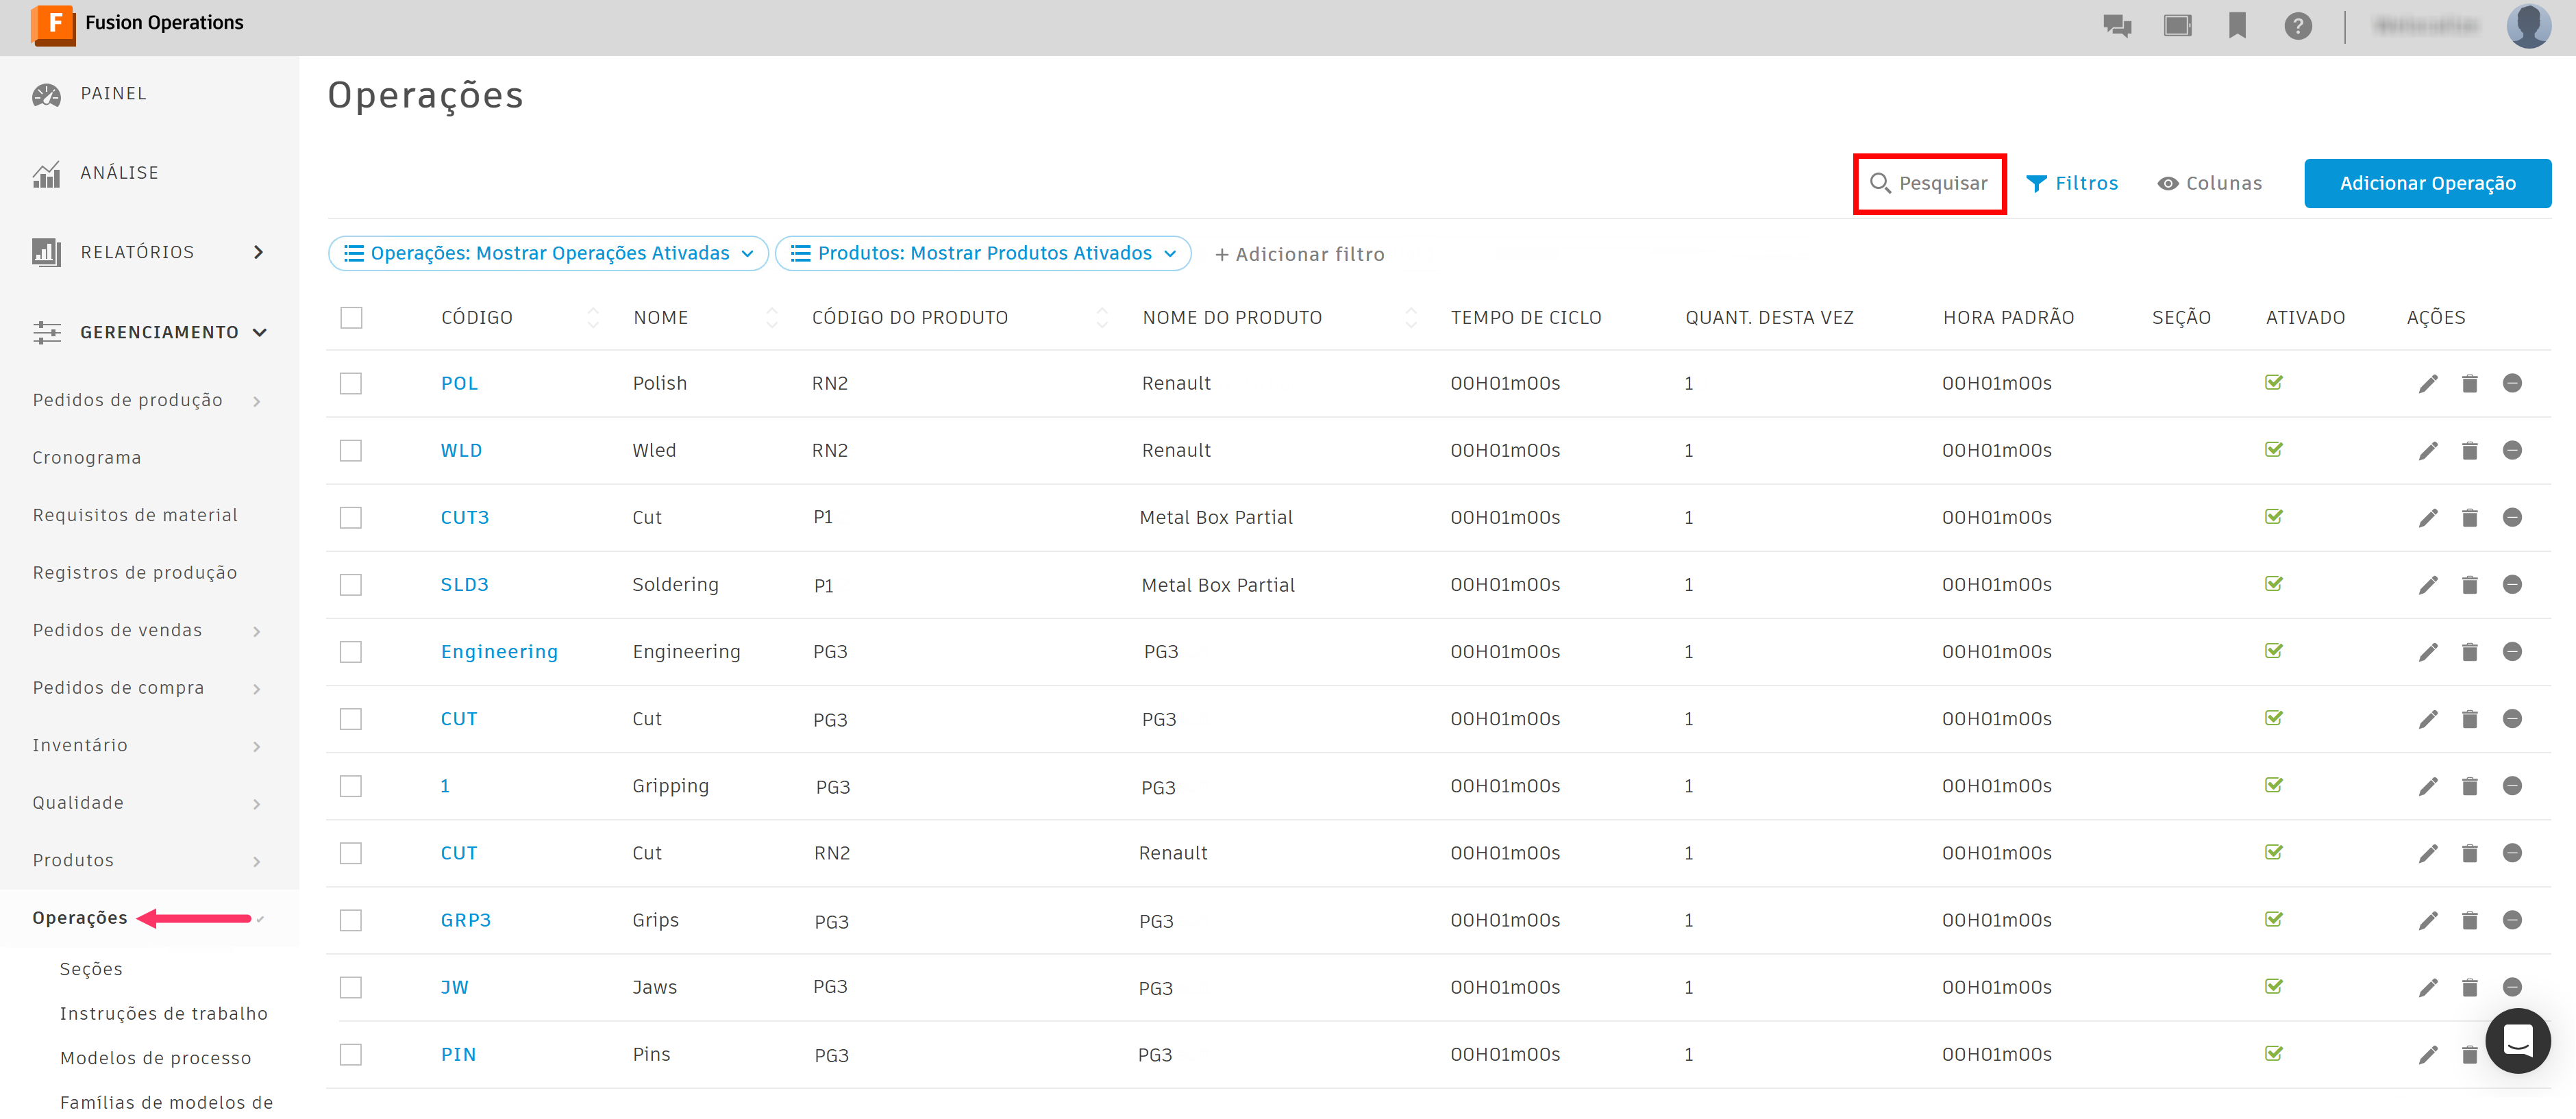 F Fusion Operations
?
PAINEL
ANÁLISE
RELATÓRIOS
GERENCIAMENTO
Pedidos de produção
Cronograma
Requisitos de material
Registros de produção
Pedidos de vendas
Pedidos de compra
Inventário
Qualidade
Produtos
Operações
Seções
Instruções de trabalho
Modelos de processo
Famílias de modelos de
Operações
Pesquisar Filtros Colunas Adicionar Operação
Operações: Mostrar Operações Ativadas Produtos: Mostrar Produtos Ativados + Adicionar filtro
CÓDIGO NOME CÓDIGO DO PRODUTO NOME DO PRODUTO TEMPO DE CICLO QUANT. DESTA VEZ HORA PADRÃO SEÇÃO ATIVADO AÇÕES
POL Polish RN2 Renault 00H01m00s 1 00H01m00s
WLD Wled RN2 Renault 00H01m00s 1 00H01m00s
CUT3 Cut P1 Metal Box Partial 00H01m00s 1 00H01m00s
SLD3 Soldering P1 Metal Box Partial 00H01m00s 1 00H01m00s
Engineering Engineering PG3 PG3 00H01m00s 1 00H01m00s
CUT Cut PG3 PG3 00H01m00s 1 00H01m00s
1 Gripping PG3 PG3 00H01m00s 1 00H01m00s
CUT Cut RN2 Renault 00H01m00s 1 00H01m00s
GRP3 Grips PG3 PG3 00H01m00s 1 00H01m00s
JW Jaws PG3 PG3 00H01m00s 1 00H01m00s
PIN Pins PG3 PG3 00H01m00s 1 00H01m00s